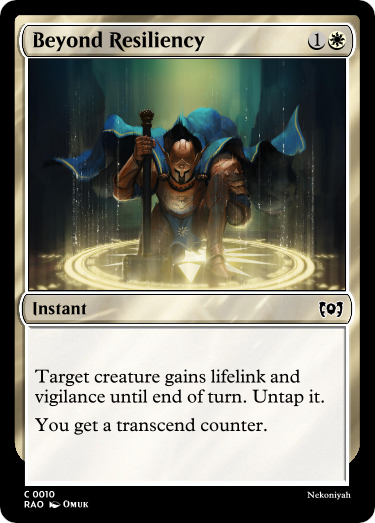 Beyond Resiliency 1
Instant
Target creature gains lifelink and
vigilance until end of turn. Untap it.
You get a transcend counter.
C 0010
RAO Omuk
Nekoniyah